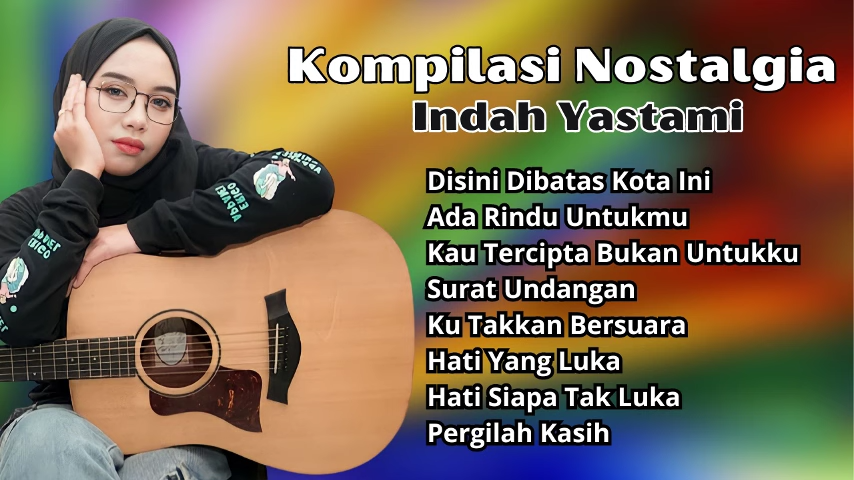 Kompilasi Nostalgia
Indah Yastami
Disini Dibatas Kota Ini
Ada Rindu Untukmu
Kau Tercipta Bukan Untukku
Surat Undangan
Ku Takkan Bersuara
Hati Yang Luka
Hati Siapa Tak Luka
Pergilah Kasih